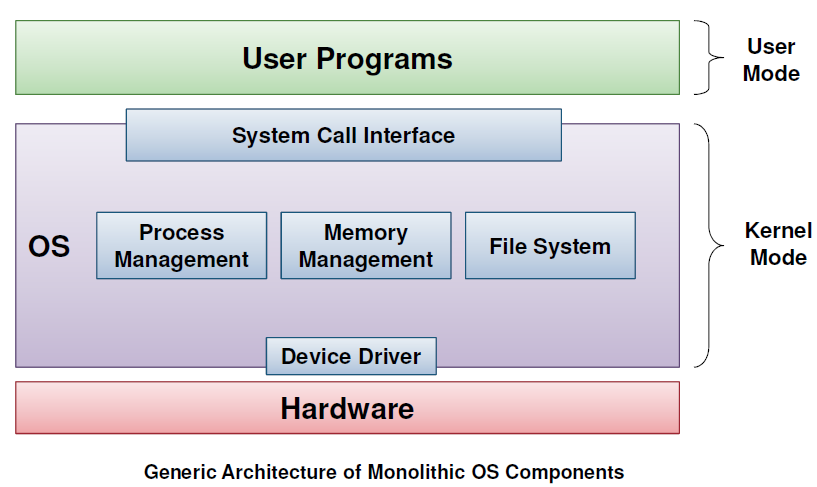 User Programs
User
Mode
System Call Interface
OS
Process
Management
Memory
Management
File System
Kernel
Mode
Device Driver
Hardware
Generic Architecture of Monolithic OS Components